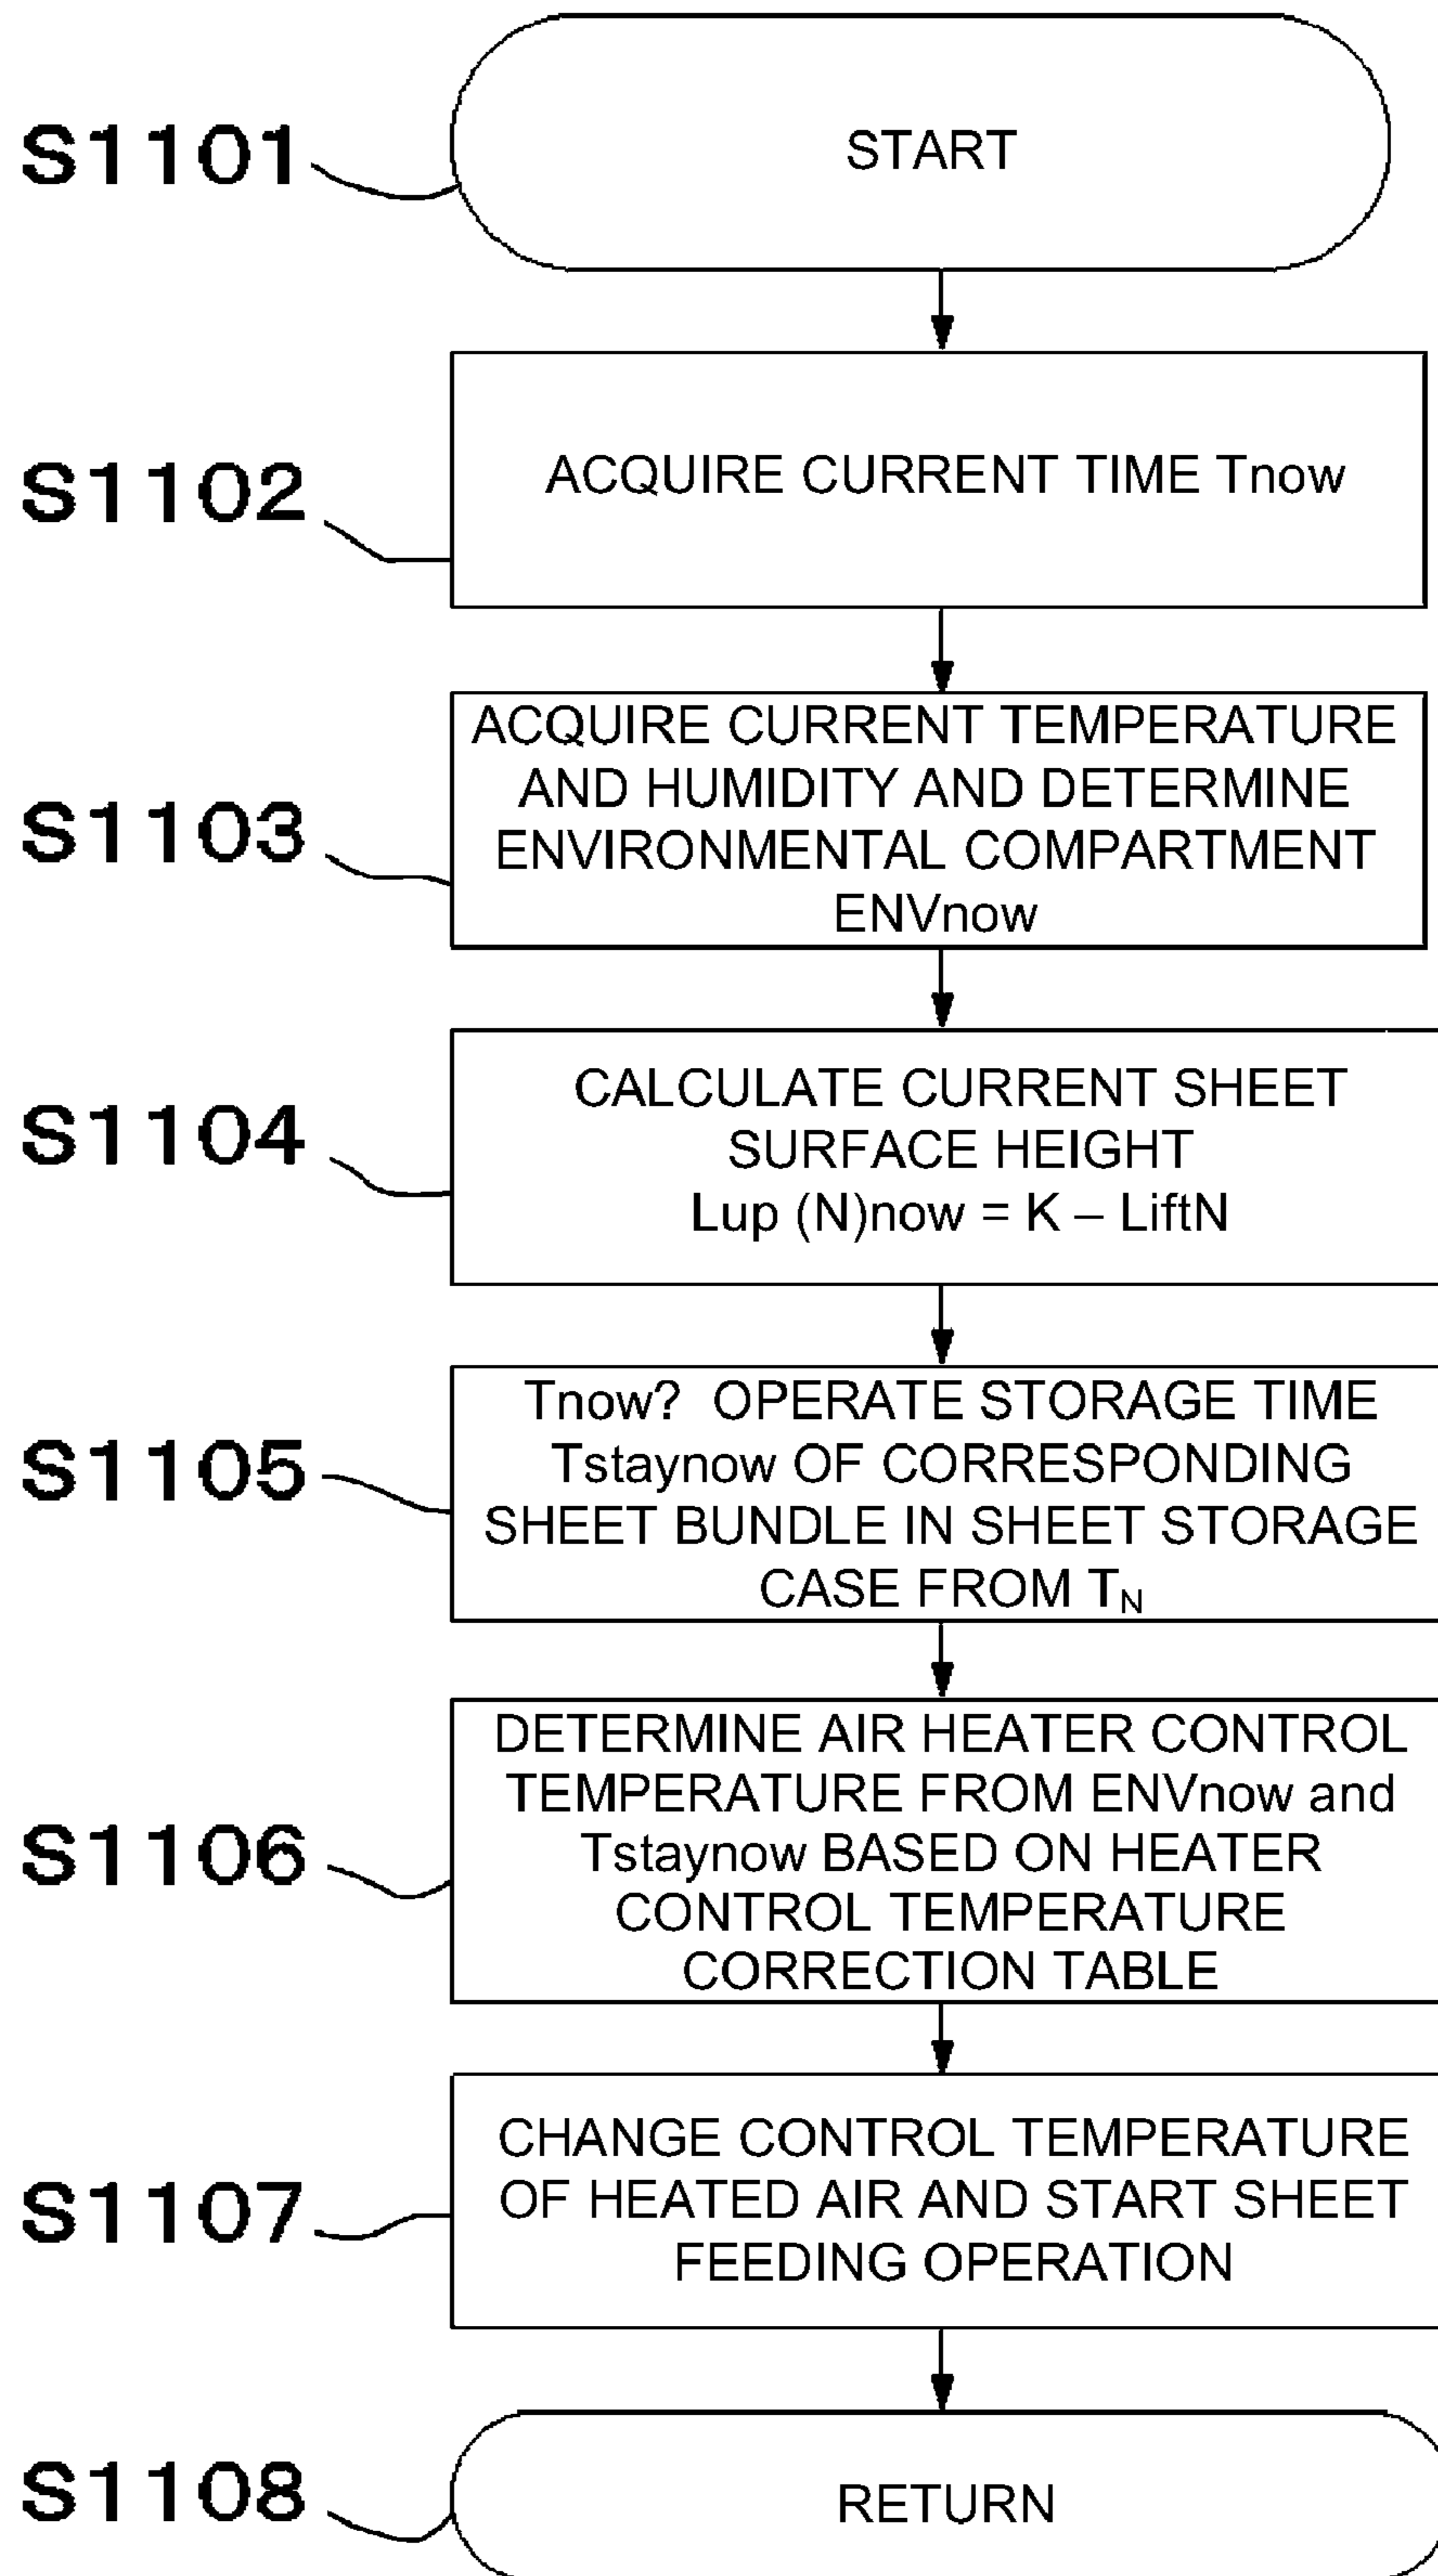 S1101
START
S1102
ACQUIRE CURRENT TIME Tnow
S1103
ACQUIRE CURRENT TEMPERATURE
AND HUMIDITY AND DETERMINE
ENVIRONMENTAL COMPARTMENT
ENVnow
S1104
CALCULATE CURRENT SHEET
SURFACE HEIGHT
Lup (N)now = K – LiftN
S1105
Tnow? OPERATE STORAGE TIME
Tstaynow OF CORRESPONDING
SHEET BUNDLE IN SHEET STORAGE
CASE FROM TN
S1106
DETERMINE AIR HEATER CONTROL
TEMPERATURE FROM ENVnow and
Tstaynow BASED ON HEATER
CONTROL TEMPERATURE
CORRECTION TABLE
S1107
CHANGE CONTROL TEMPERATURE
OF HEATED AIR AND START SHEET
FEEDING OPERATION
S1108
RETURN